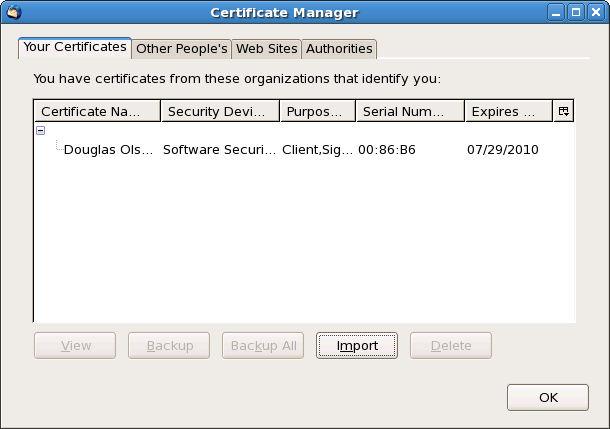 Certificate Manager
Your Certificates Other People's Web Sites Authorities
You have certificates from these organizations that identify you:
Certificate Na... Security Devi... Purpos... Serial Num... Expires ...
Douglas Ols... Software Securi... Client,Sig... 00:86:B6 07/29/2010
View Backup Backup All Import Delete
OK